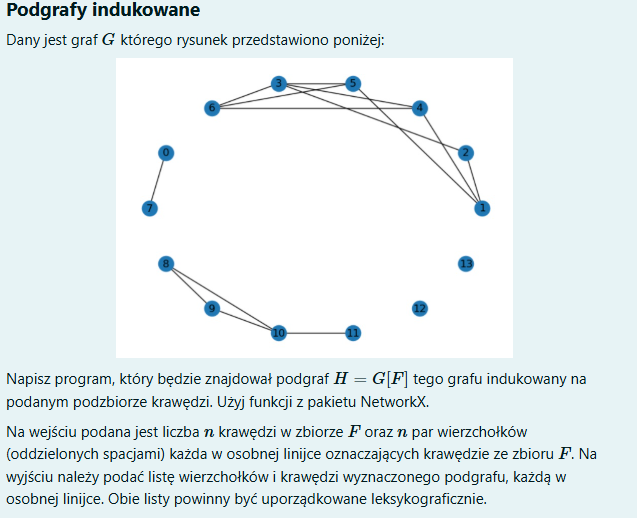 Podgrafy indukowane
Dany jest graf G którego rysunek przedstawiono poniżej:
3 5
6 4
0 2
7 1
8 13
9 12
10 11
Napisz program, który będzie znajdował podgraf H = G[F] tego grafu indukowany na
podanym podzbiorze krawędzi. Użyj funkcji z pakietu NetworkX.
Na wejściu podana jest liczba n krawędzi w zbiorze F oraz n par wierzchołków
(oddzielonych spacjami) każda w osobnej linijce oznaczających krawędzie ze zbioru F. Na
wyjściu należy podać listę wierzchołków i krawędzi wyznaczonego podgrafu, każdą w
osobnej linijce. Obie listy powinny być uporządkowane leksykograficznie.